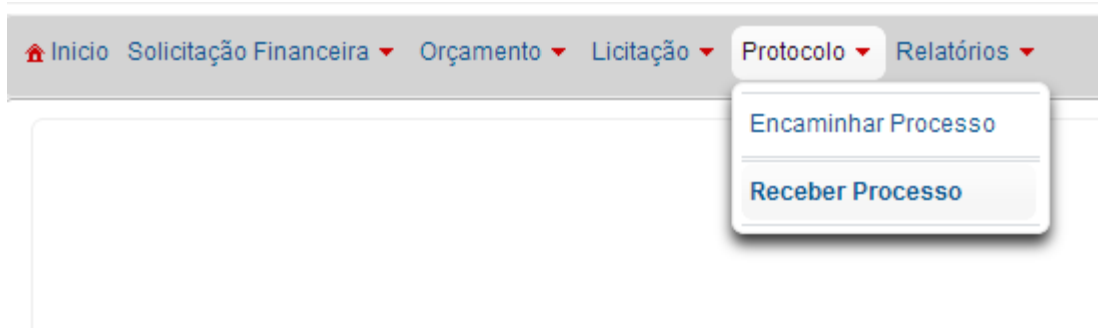 Inicio Solicitação Financeira Orçamento Licitação Protocolo Relatórios
Encaminhar Processo
Receber Processo